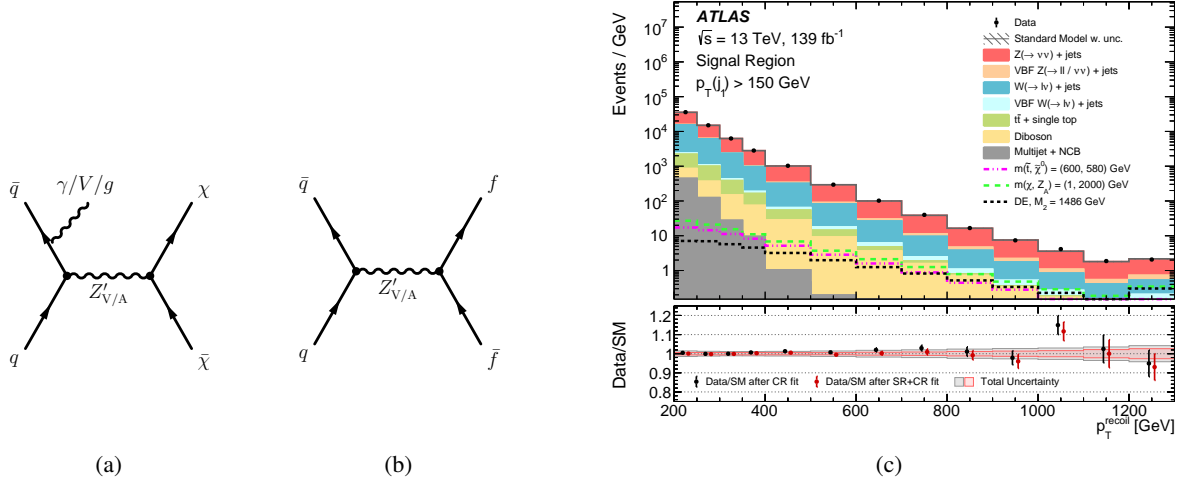 q̄
γ/V/g
χ
Z′V/A
q
χ̄
(a)
q̄
f
Z′V/A
q
f̄
(b)
ATLAS
√s = 13 TeV, 139 fb⁻¹
Signal Region
p_T(j₁) > 150 GeV
Data
Standard Model w. unc.
Z(→ νν) + jets
VBF Z(→ ll / νν) + jets
W(→ lν) + jets
VBF W(→ lν) + jets
tt̄ + single top
Diboson
Multijet + NCB
m(t̃, χ̃⁰) = (600, 580) GeV
m(χ, Z_A) = (1, 2000) GeV
DE, M₂ = 1486 GeV
Events / GeV
10⁷
10⁶
10⁵
10⁴
10³
10²
10
1
Data/SM
1.2
1.1
1
0.9
0.8
Data/SM after CR fit
Data/SM after SR+CR fit
Total Uncertainty
200 400 600 800 1000 1200
p_T^recoil [GeV]
(c)